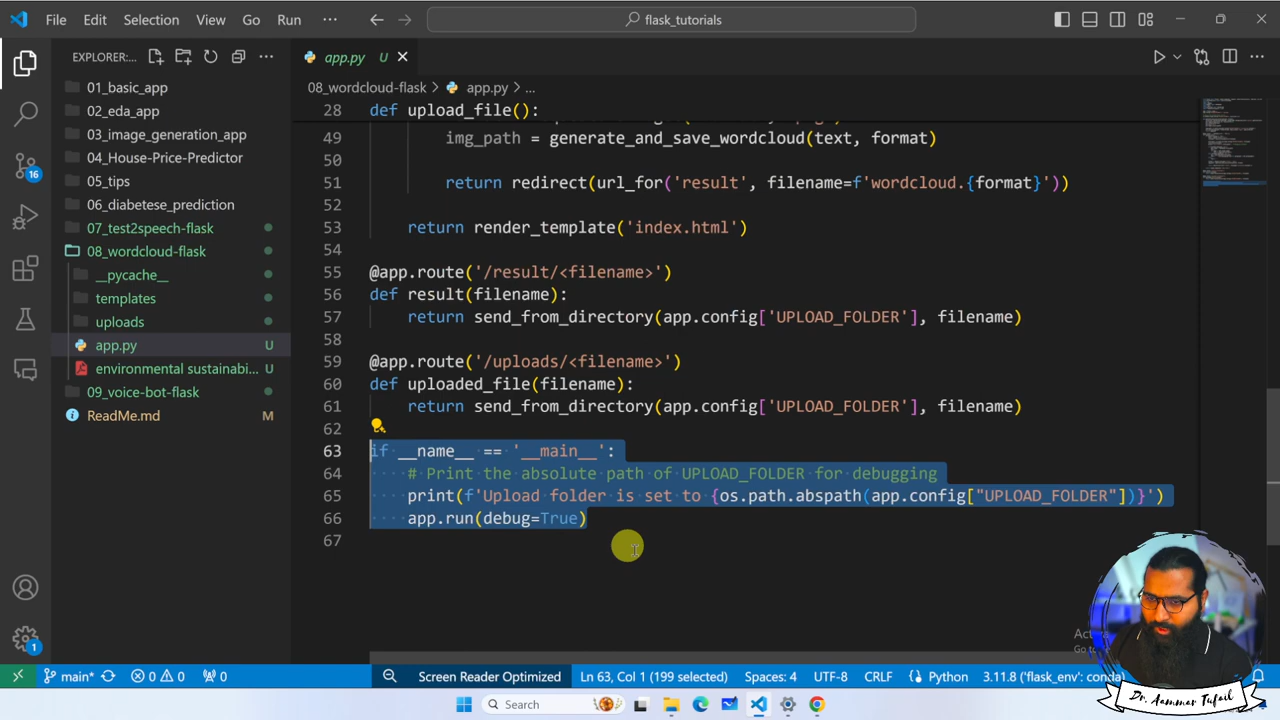 File Edit Selection View Go Run ··· flask_tutorials
EXPLORER:... ···
app.py U
08_wordcloud-flask > app.py > ...
01_basic_app
02_eda_app
03_image_generation_app
04_House-Price-Predictor
05_tips
06_diabetese_prediction
07_test2speech-flask
08_wordcloud-flask
__pycache__
templates
uploads
app.py U
environmental sustainabi... U
09_voice-bot-flask
ReadMe.md M
16
1
28 def upload_file():
49 img_path = generate_and_save_wordcloud(text, format)
50
51 return redirect(url_for('result', filename=f'wordcloud.{format}'))
52
53 return render_template('index.html')
54
55 @app.route('/result/<filename>')
56 def result(filename):
57 return send_from_directory(app.config['UPLOAD_FOLDER'], filename)
58
59 @app.route('/uploads/<filename>')
60 def uploaded_file(filename):
61 return send_from_directory(app.config['UPLOAD_FOLDER'], filename)
62
63 if __name__ == '__main__':
64 # Print the absolute path of UPLOAD_FOLDER for debugging
65 print(f'Upload folder is set to {os.path.abspath(app.config["UPLOAD_FOLDER"])}')
66 app.run(debug=True)
67
main* 0 0 0 Screen Reader Optimized Ln 63, Col 1 (199 selected) Spaces: 4 UTF-8 CRLF Python 3.11.8 ('flask_env': conda)
Search
Dr. Aammar Tufail